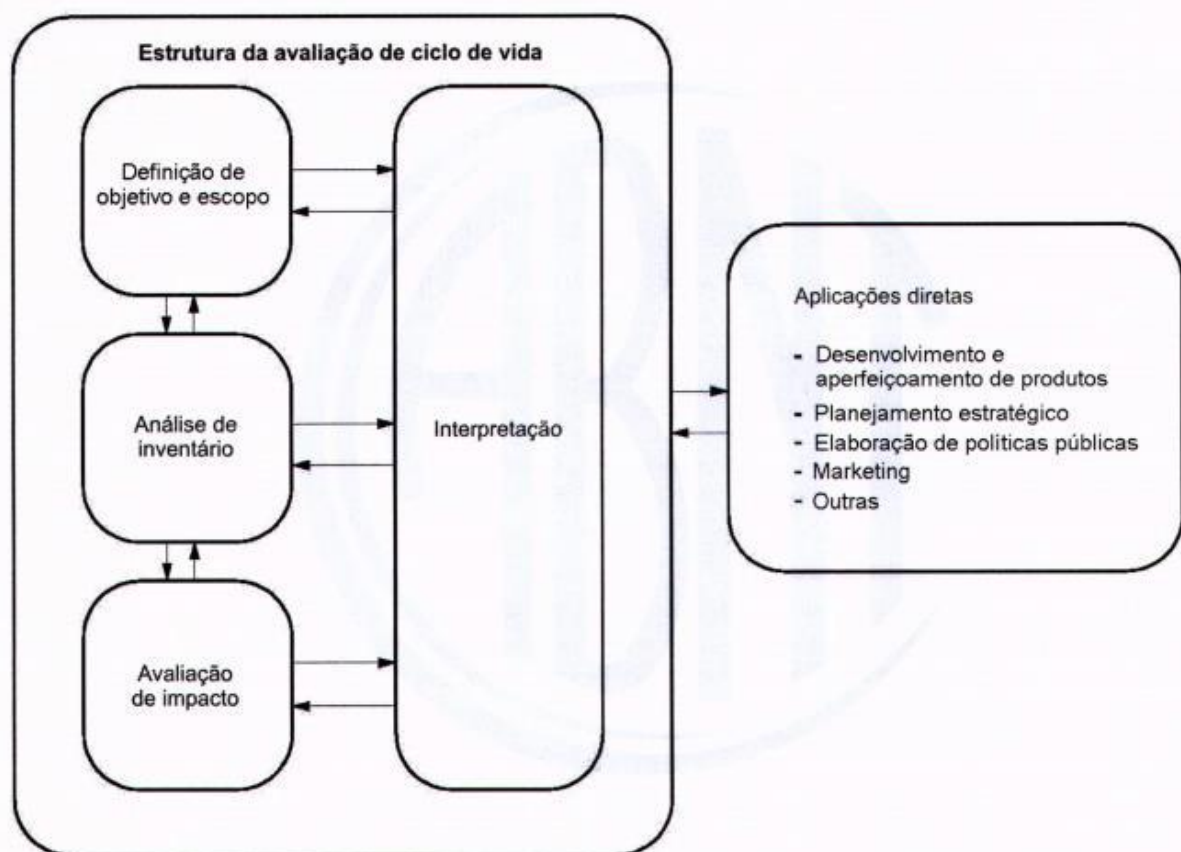 Estrutura da avaliação de ciclo de vida
Definição de
objetivo e escopo
Análise de
inventário
Avaliação
de impacto
Interpretação
Aplicações diretas
- Desenvolvimento e
aperfeiçoamento de produtos
- Planejamento estratégico
- Elaboração de políticas públicas
- Marketing
- Outras
ABNT